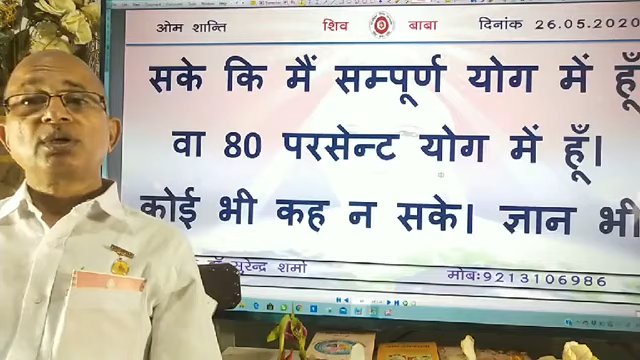 ओम शान्ति शिव बाबा दिनांक 26.05.2020
सके कि मैं सम्पूर्ण योग में हूँ
वा 80 परसेन्ट योग में हूँ।
कोई भी कह न सके। ज्ञान भी
सुरेन्द्र शर्मा मोबः9213106986